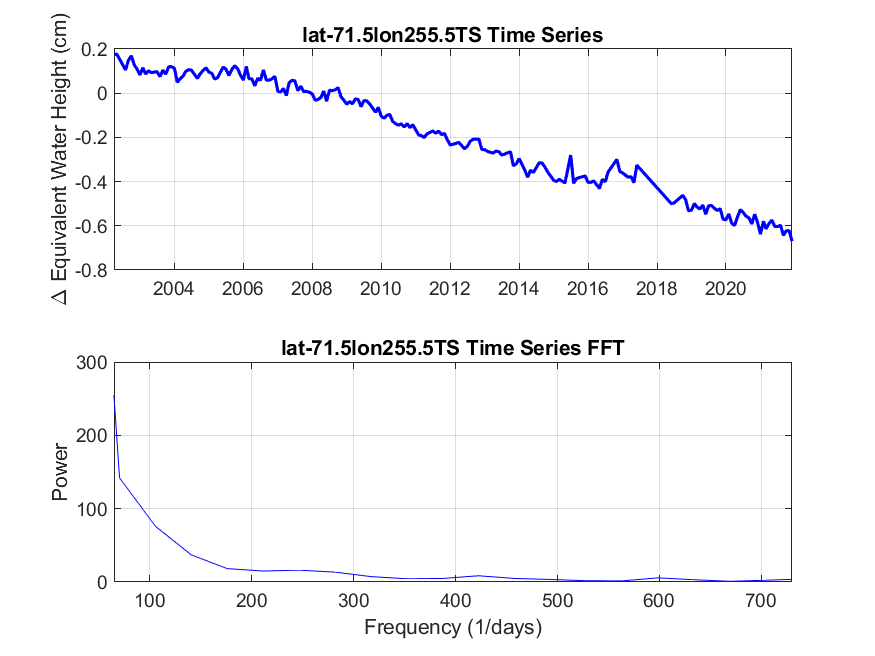 lat-71.5lon255.5TS Time Series
Δ Equivalent Water Height (cm)
0.2
0
-0.2
-0.4
-0.6
-0.8
2004 2006 2008 2010 2012 2014 2016 2018 2020
lat-71.5lon255.5TS Time Series FFT
Power
300
200
100
0
100 200 300 400 500 600 700
Frequency (1/days)